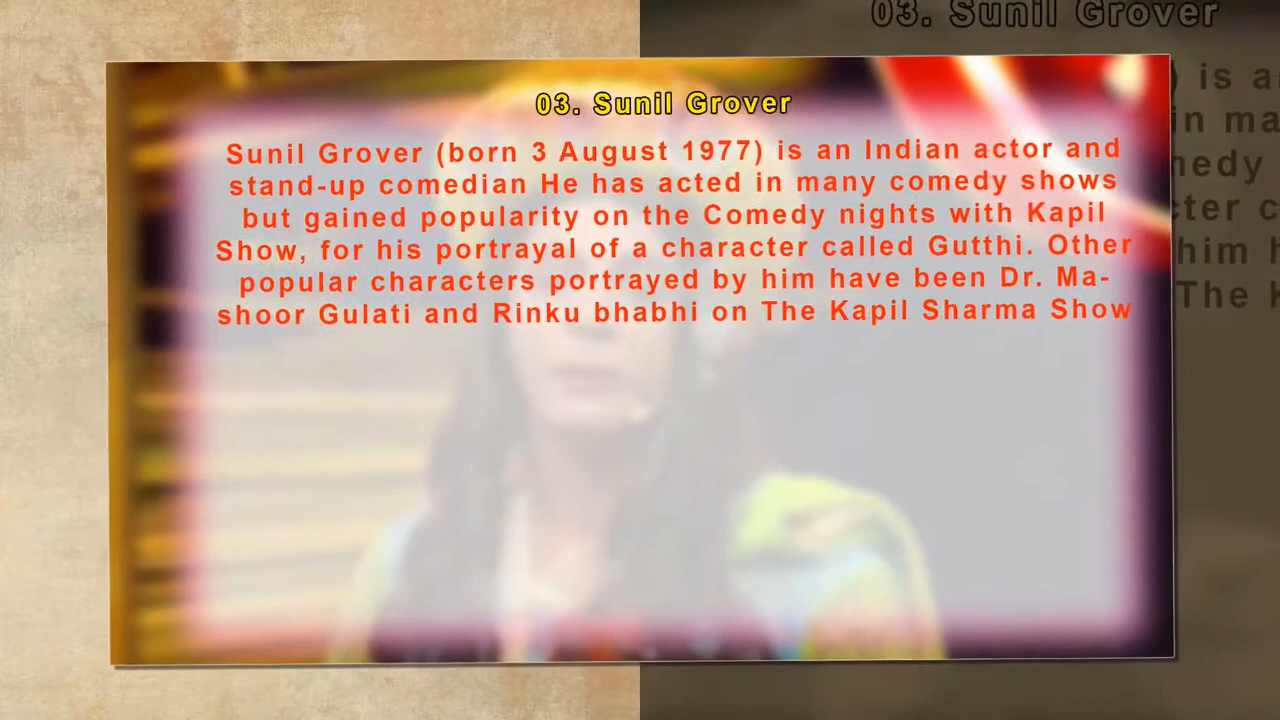 03. Sunil Grover
03. Sunil Grover
Sunil Grover (born 3 August 1977) is an Indian actor and
stand-up comedian He has acted in many comedy shows
but gained popularity on the Comedy nights with Kapil
Show, for his portrayal of a character called Gutthi. Other
popular characters portrayed by him have been Dr. Ma-
shoor Gulati and Rinku bhabhi on The Kapil Sharma Show
) is a
in ma
nedy
cter c
him h
The K